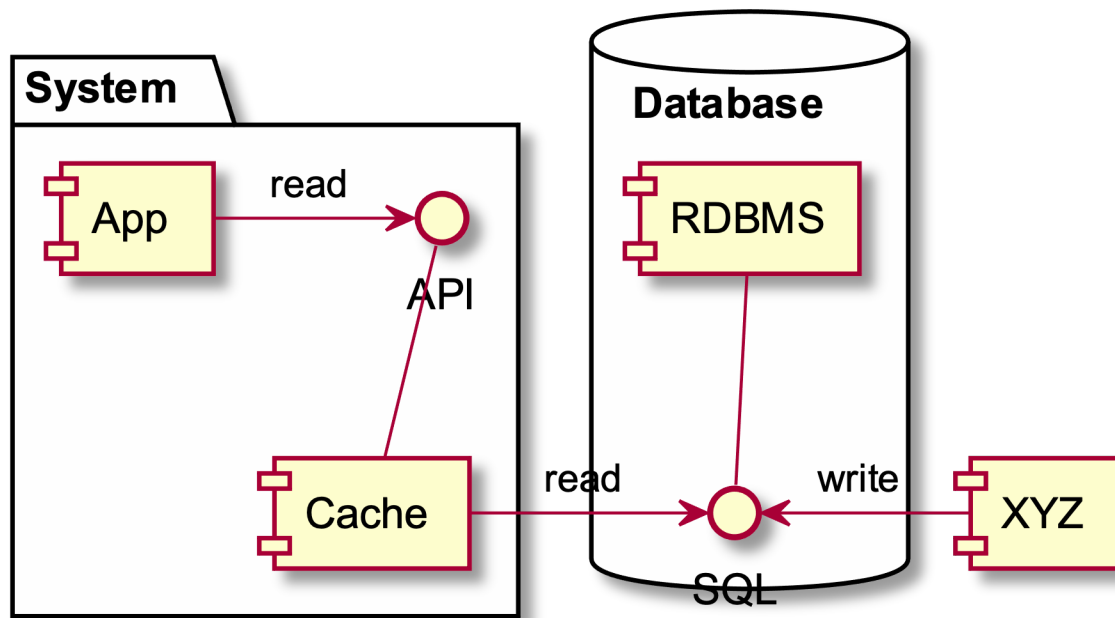 System
Database
App
read
API
RDBMS
Cache
read
SQL
write
XYZ